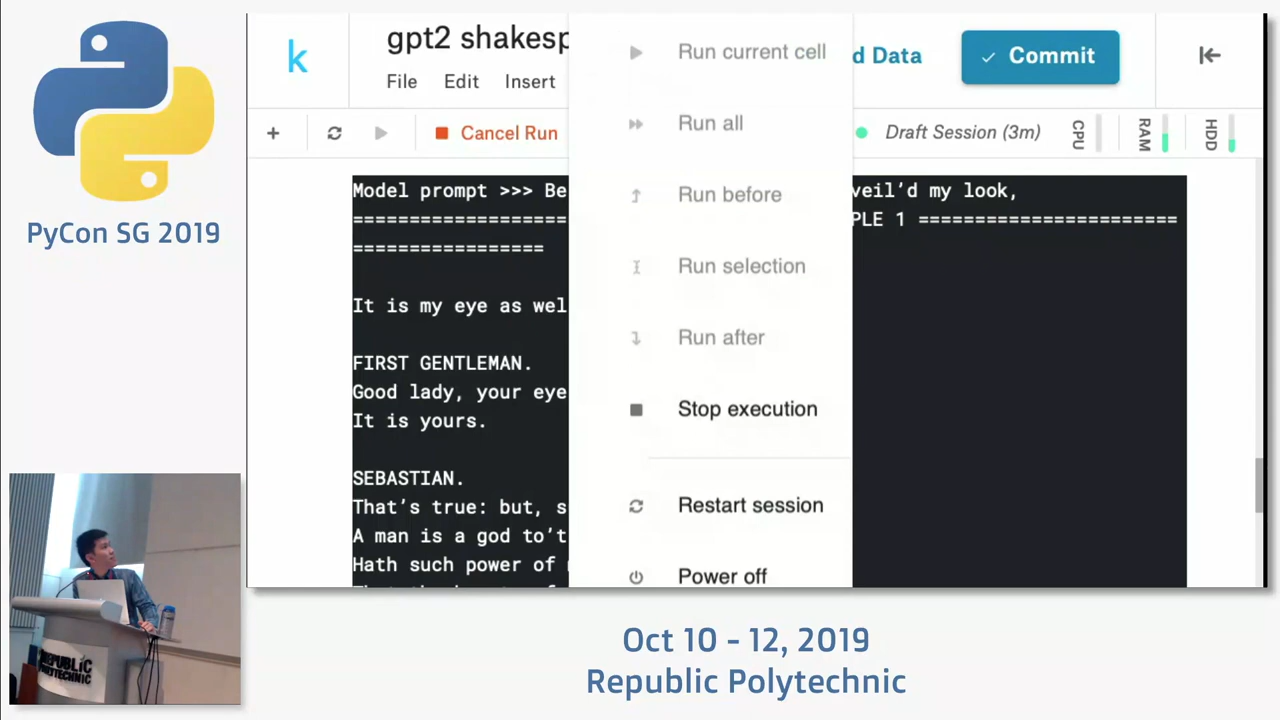 PyCon SG 2019
k
gpt2 shakesp
File Edit Insert
d Data
Commit
+
Cancel Run
Draft Session (3m)
CPU
RAM
HDD
Run current cell
Run all
Run before
Run selection
Run after
Stop execution
Restart session
Power off
Model prompt >>> Be
veil'd my look,
===================
PLE 1 =======================
=================
It is my eye as wel
FIRST GENTLEMAN.
Good lady, your eye
It is yours.
SEBASTIAN.
That's true: but, s
A man is a god to't
Hath such power of
REPUBLIC
POLYTECHNIC
Oct 10 - 12, 2019
Republic Polytechnic